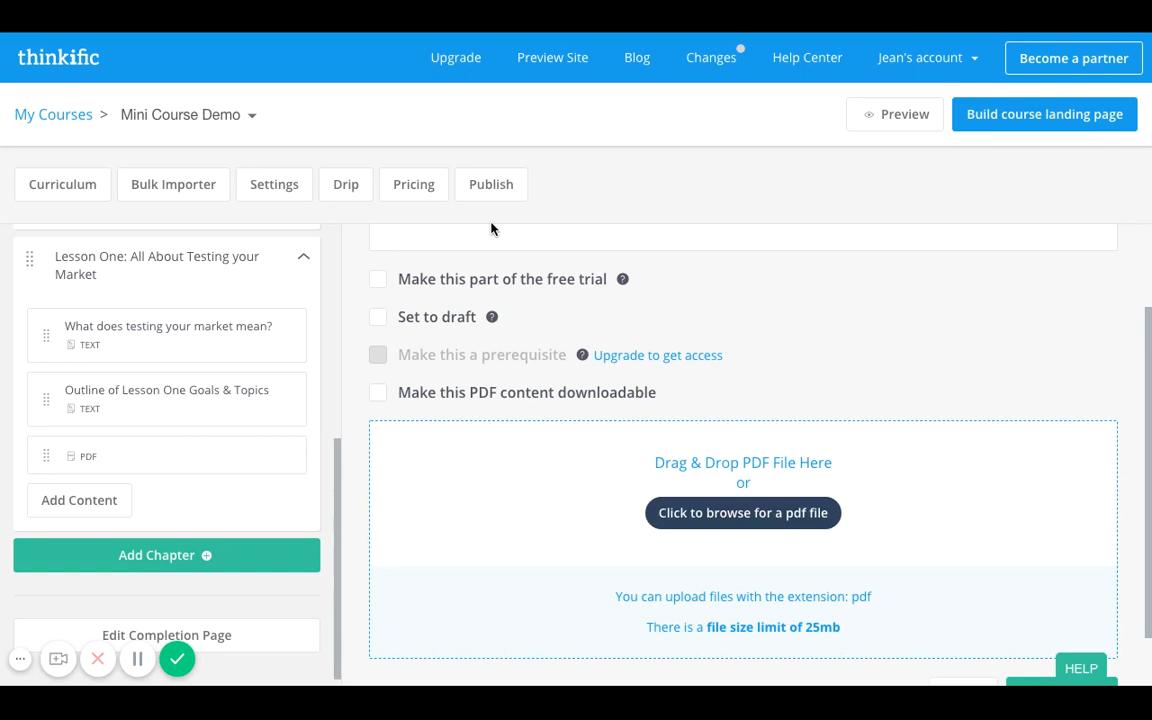 thinkific
Upgrade
Preview Site
Blog
Changes
Help Center
Jean's account
Become a partner
My Courses > Mini Course Demo
Preview
Build course landing page
Curriculum
Bulk Importer
Settings
Drip
Pricing
Publish
Lesson One: All About Testing your
Market
What does testing your market mean?
TEXT
Outline of Lesson One Goals & Topics
TEXT
PDF
Add Content
Add Chapter
Edit Completion Page
Make this part of the free trial ?
Set to draft ?
Make this a prerequisite ? Upgrade to get access
Make this PDF content downloadable
Drag & Drop PDF File Here
or
Click to browse for a pdf file
You can upload files with the extension: pdf
There is a file size limit of 25mb
HELP